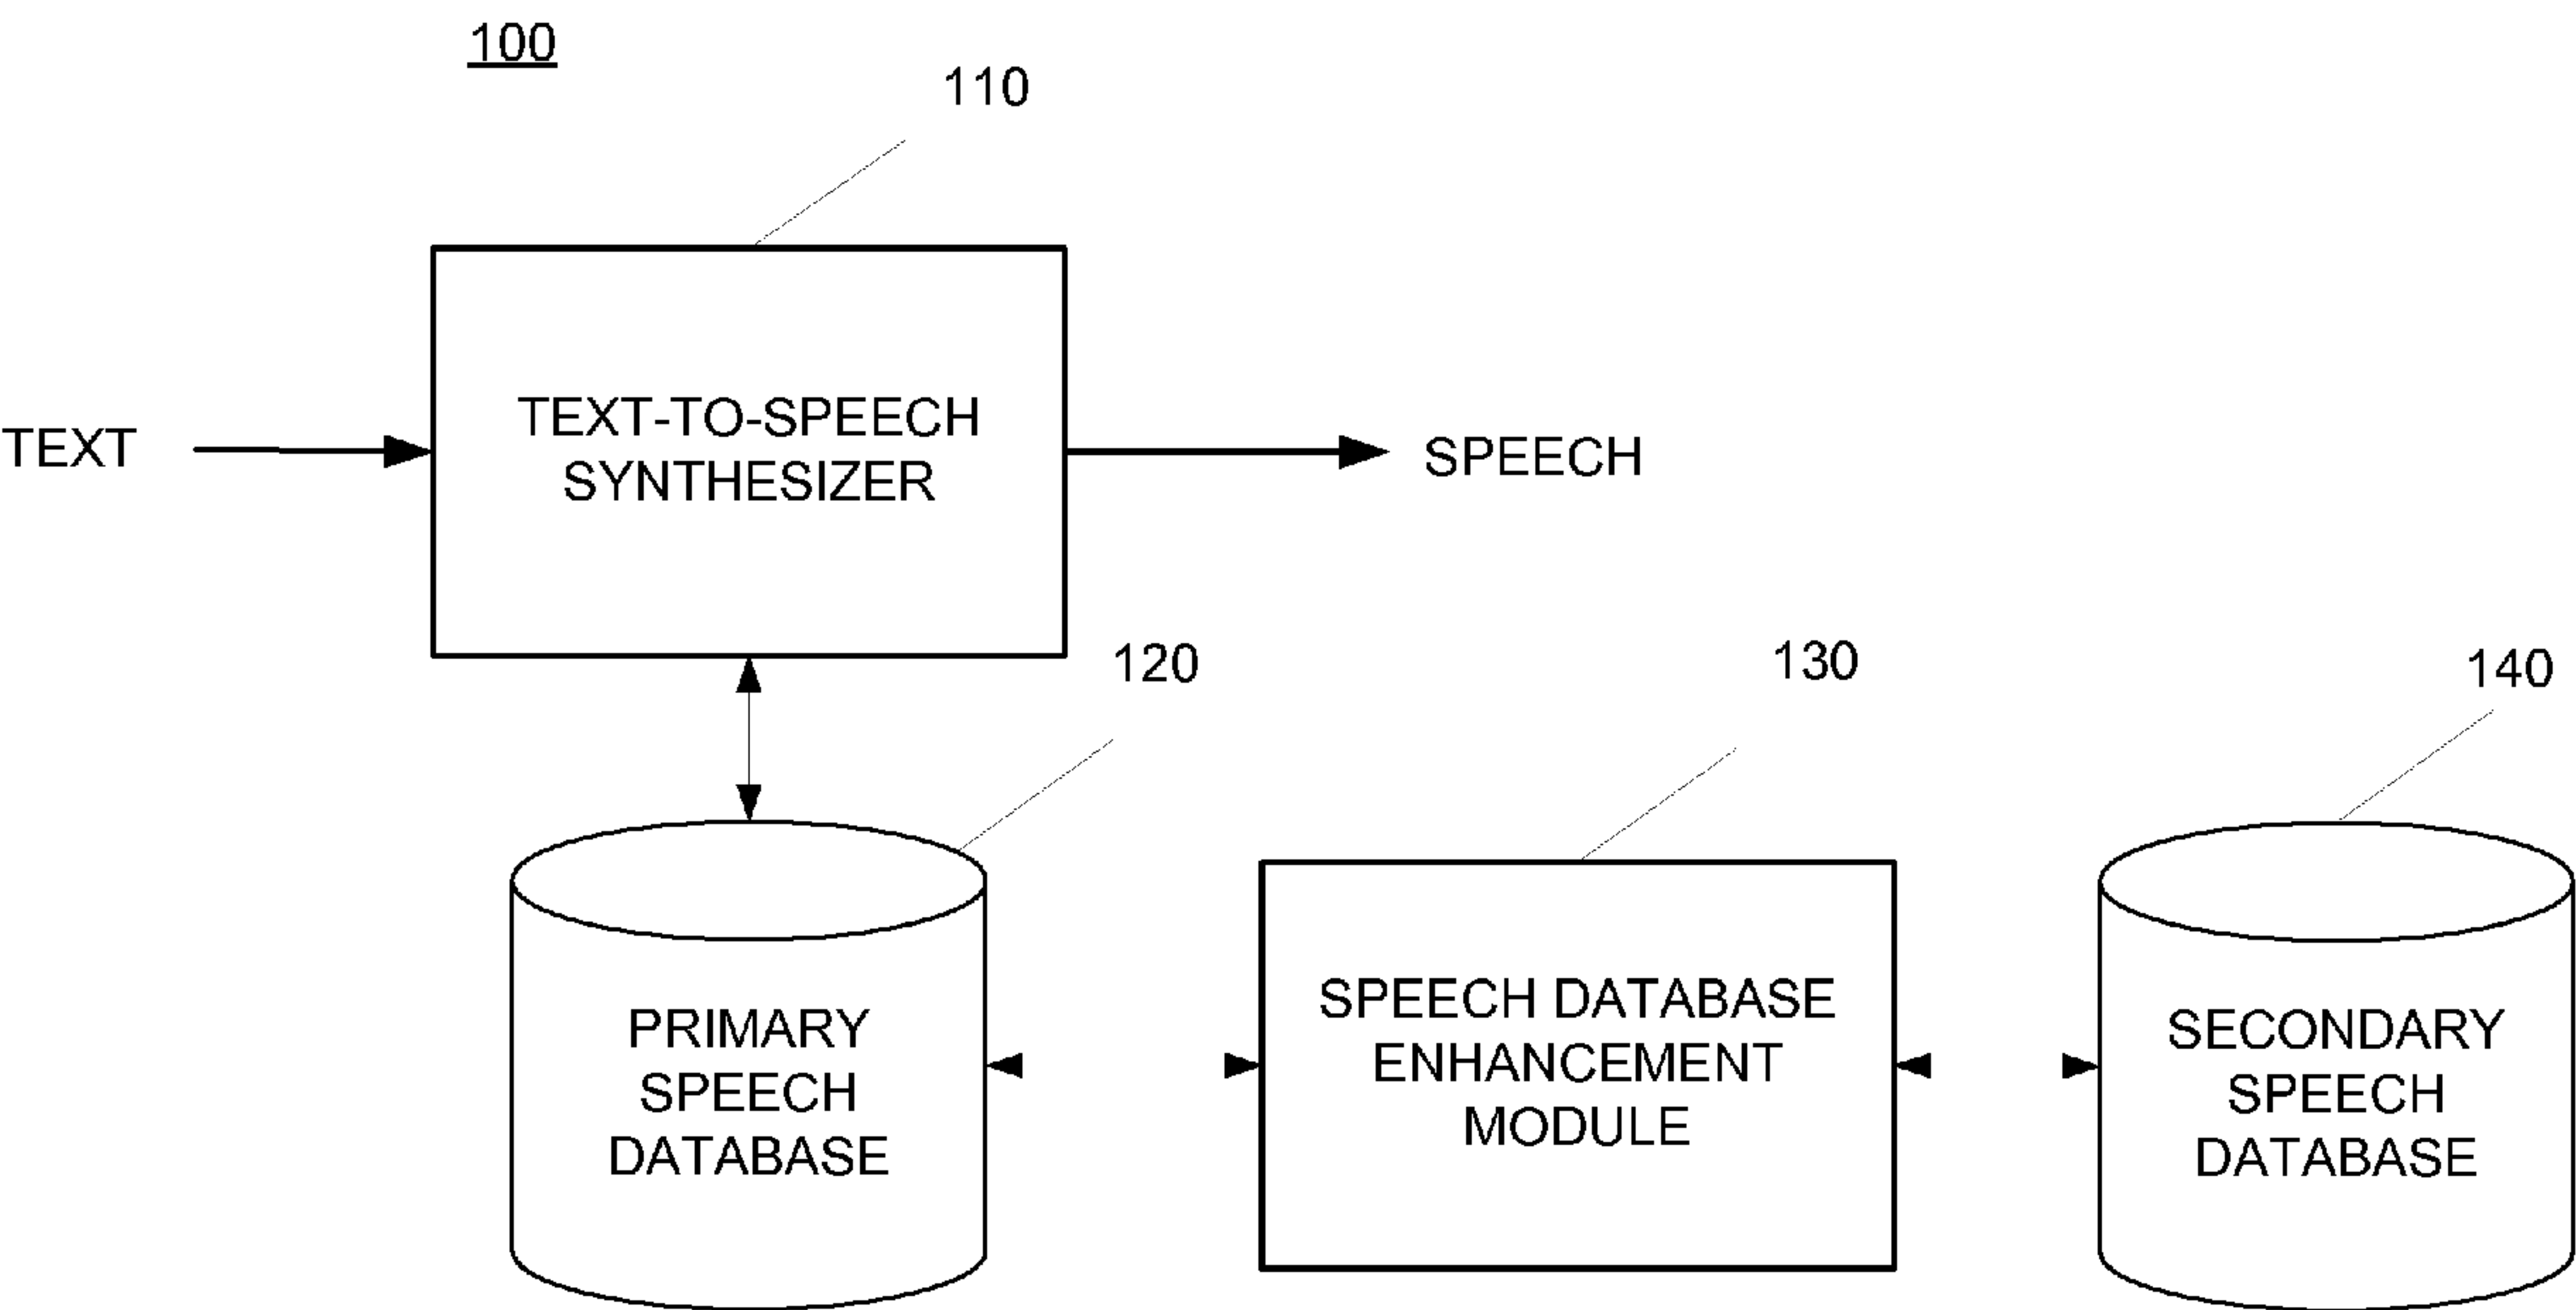 100
110
TEXT-TO-SPEECH
SYNTHESIZER
TEXT
SPEECH
120
130
140
PRIMARY
SPEECH
DATABASE
SPEECH DATABASE
ENHANCEMENT
MODULE
SECONDARY
SPEECH
DATABASE